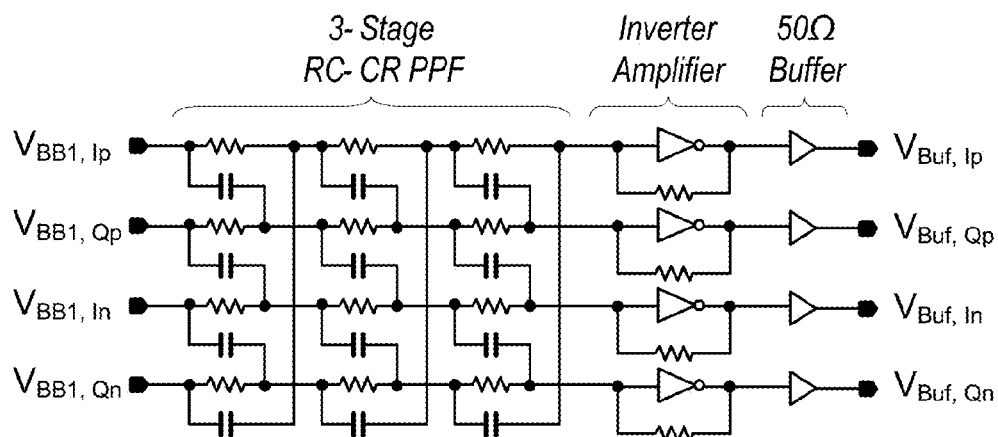 3- Stage
RC- CR PPF
Inverter
Amplifier
50Ω
Buffer
V_BB1, Ip
V_Buf, Ip
V_BB1, Qp
V_Buf, Qp
V_BB1, In
V_Buf, In
V_BB1, Qn
V_Buf, Qn